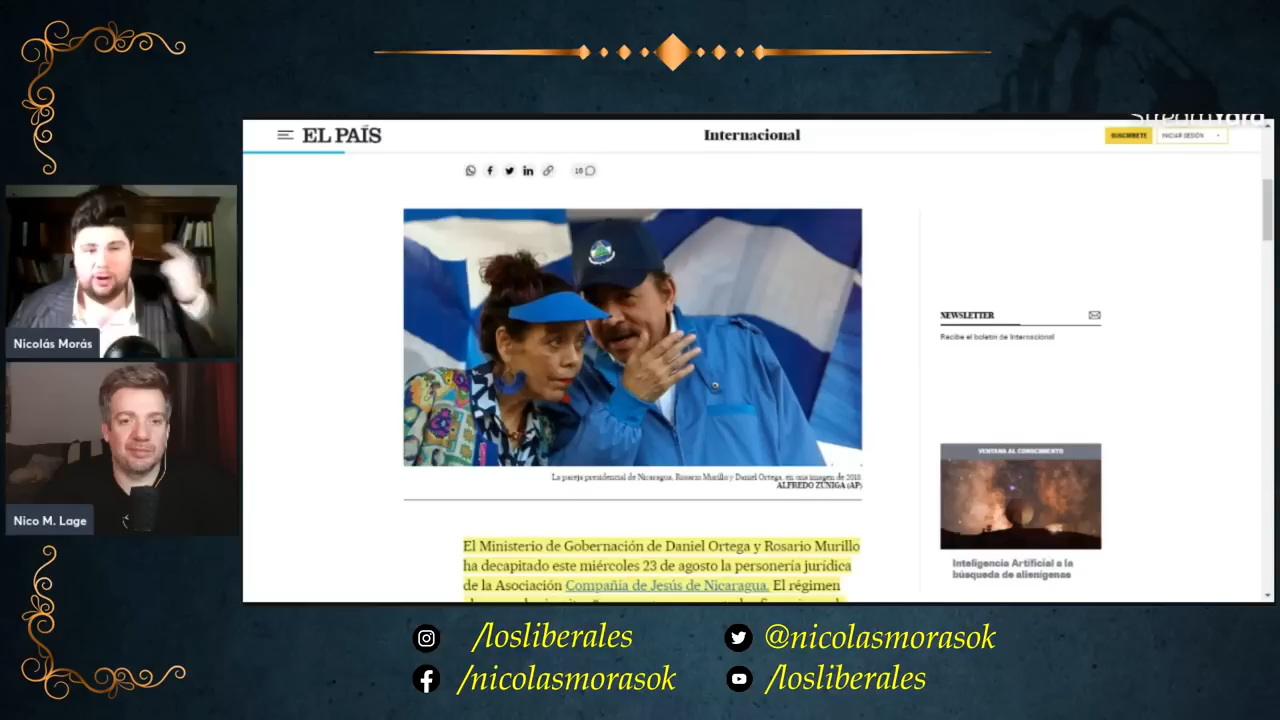 StreamYard
EL PAÍS
Internacional
SUSCRÍBETE
INICIAR SESIÓN
16
NEWSLETTER
Recibe el boletín de Internacional
VENTANA AL CONOCIMIENTO
Inteligencia Artificial a la
búsqueda de alienígenas
La pareja presidencial de Nicaragua, Rosario Murillo y Daniel Ortega, en una imagen de 2018
ALFREDO ZUNIGA (AP)
El Ministerio de Gobernación de Daniel Ortega y Rosario Murillo
ha decapitado este miércoles 23 de agosto la personería jurídica
de la Asociación Compañía de Jesús de Nicaragua. El régimen
Nicolás Morás
Nico M. Lage
/losliberales
@nicolasmorasok
/nicolasmorasok
/losliberales